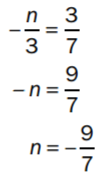 -n/3 = 3/7
-n = 9/7
n = -9/7